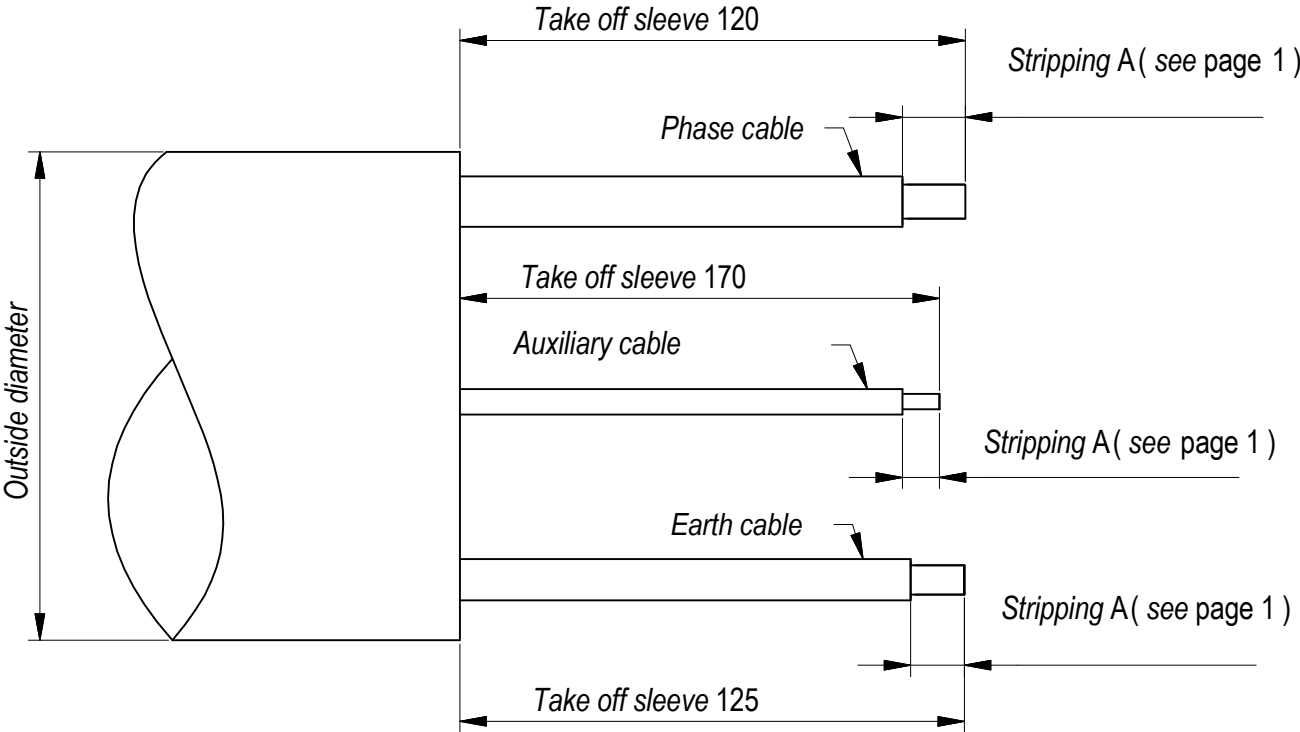 Take off sleeve 120
Stripping A ( see page 1 )
Phase cable
Take off sleeve 170
Auxiliary cable
Outside diameter
Stripping A ( see page 1 )
Earth cable
Stripping A ( see page 1 )
Take off sleeve 125